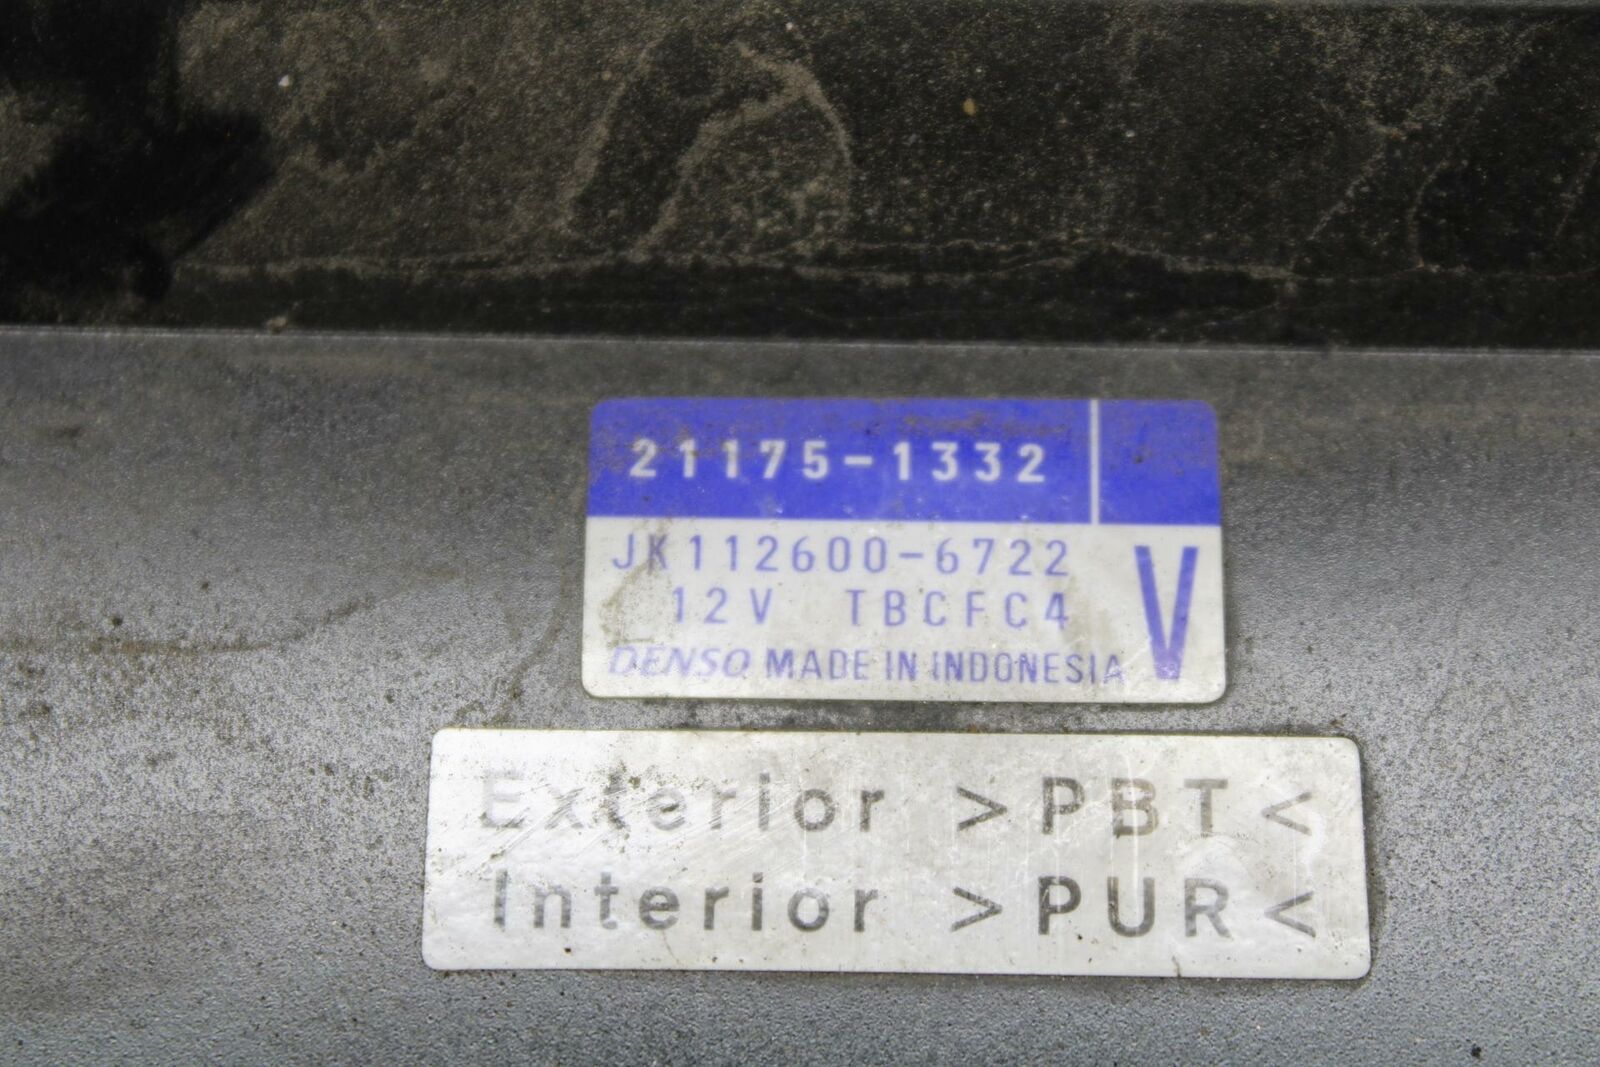 21175-1332
JK112600-6722
12V TBCFC4
DENSO MADE IN INDONESIA
V
Exterior >PBT<
Interior >PUR<